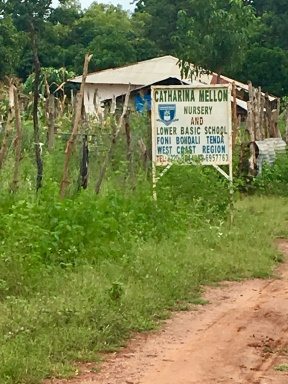 CATHARINA MELLON
NURSERY
AND
LOWER BASIC SCHOOL
FONI BONDALI TENDA
WEST COAST REGION